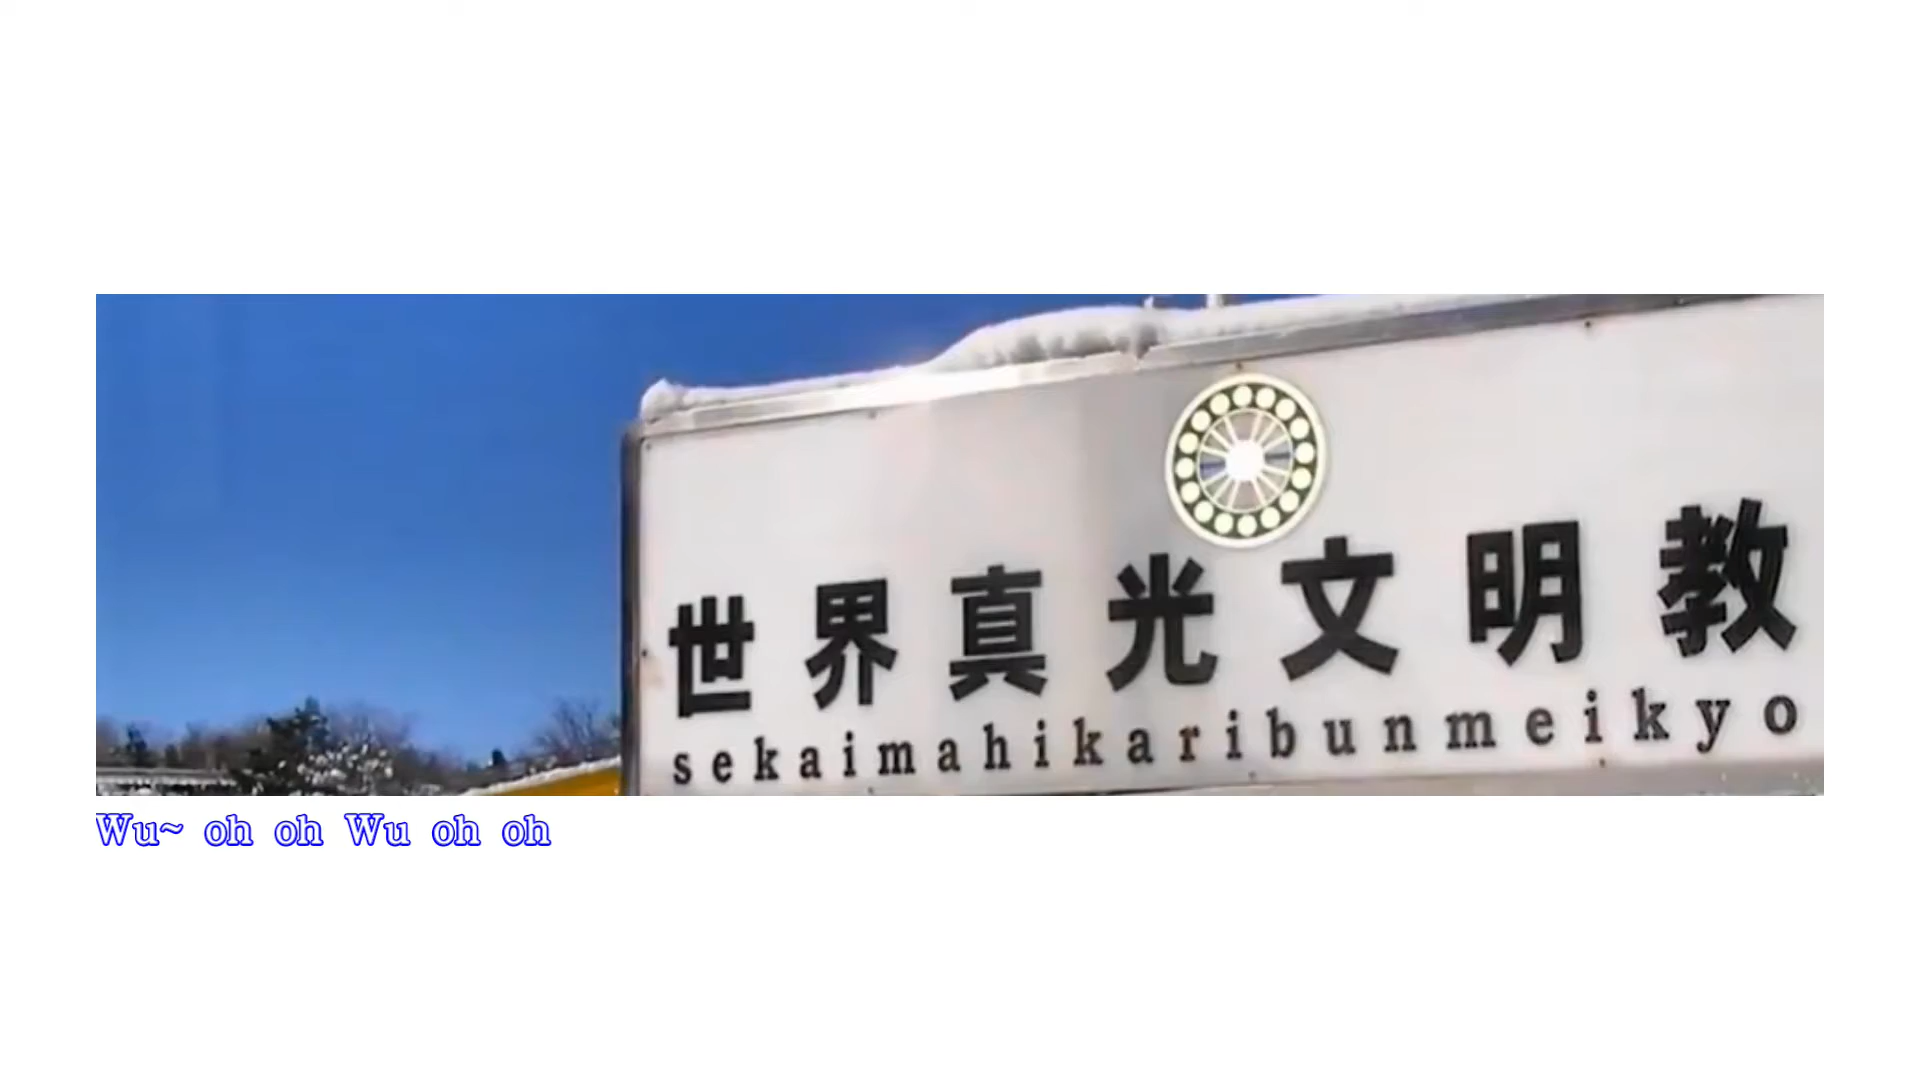 世界真光文明教
sekaimahikaribunmeikyo
Wu~ oh oh Wu oh oh